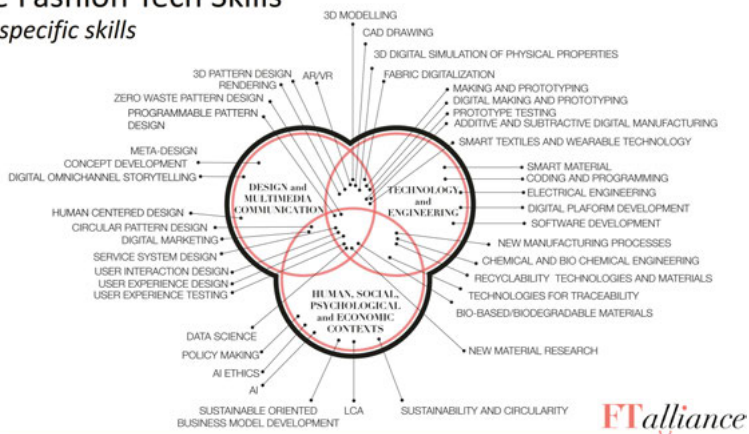 Fashion Tech Skills
specific skills
3D MODELLING
CAD DRAWING
3D DIGITAL SIMULATION OF PHYSICAL PROPERTIES
3D PATTERN DESIGN
AR/VR
FABRIC DIGITALIZATION
RENDERING
MAKING AND PROTOTYPING
ZERO WASTE PATTERN DESIGN
DIGITAL MAKING AND PROTOTYPING
PROGRAMMABLE PATTERN
DESIGN
PROTOTYPE TESTING
ADDITIVE AND SUBTRACTIVE DIGITAL MANUFACTURING
SMART TEXTILES AND WEARABLE TECHNOLOGY
META-DESIGN
CONCEPT DEVELOPMENT
DIGITAL OMNICHANNEL STORYTELLING
SMART MATERIAL
CODING AND PROGRAMMING
ELECTRICAL ENGINEERING
DIGITAL PLAFORM DEVELOPMENT
SOFTWARE DEVELOPMENT
DESIGN and
MULTIMEDIA
COMMUNICATION
TECHNOLOGY
and
ENGINEERING
HUMAN CENTERED DESIGN
CIRCULAR PATTERN DESIGN
DIGITAL MARKETING
SERVICE SYSTEM DESIGN
USER INTERACTION DESIGN
USER EXPERIENCE DESIGN
USER EXPERIENCE TESTING
NEW MANUFACTURING PROCESSES
CHEMICAL AND BIO CHEMICAL ENGINEERING
RECYCLABILITY TECHNOLOGIES AND MATERIALS
TECHNOLOGIES FOR TRACEABILITY
BIO-BASED/BIODEGRADABLE MATERIALS
HUMAN, SOCIAL,
PSYCHOLOGICAL
and ECONOMIC
CONTEXTS
DATA SCIENCE
POLICY MAKING
AI ETHICS
AI
NEW MATERIAL RESEARCH
SUSTAINABLE ORIENTED
BUSINESS MODEL DEVELOPMENT
LCA
SUSTAINABILITY AND CIRCULARITY
FTalliance